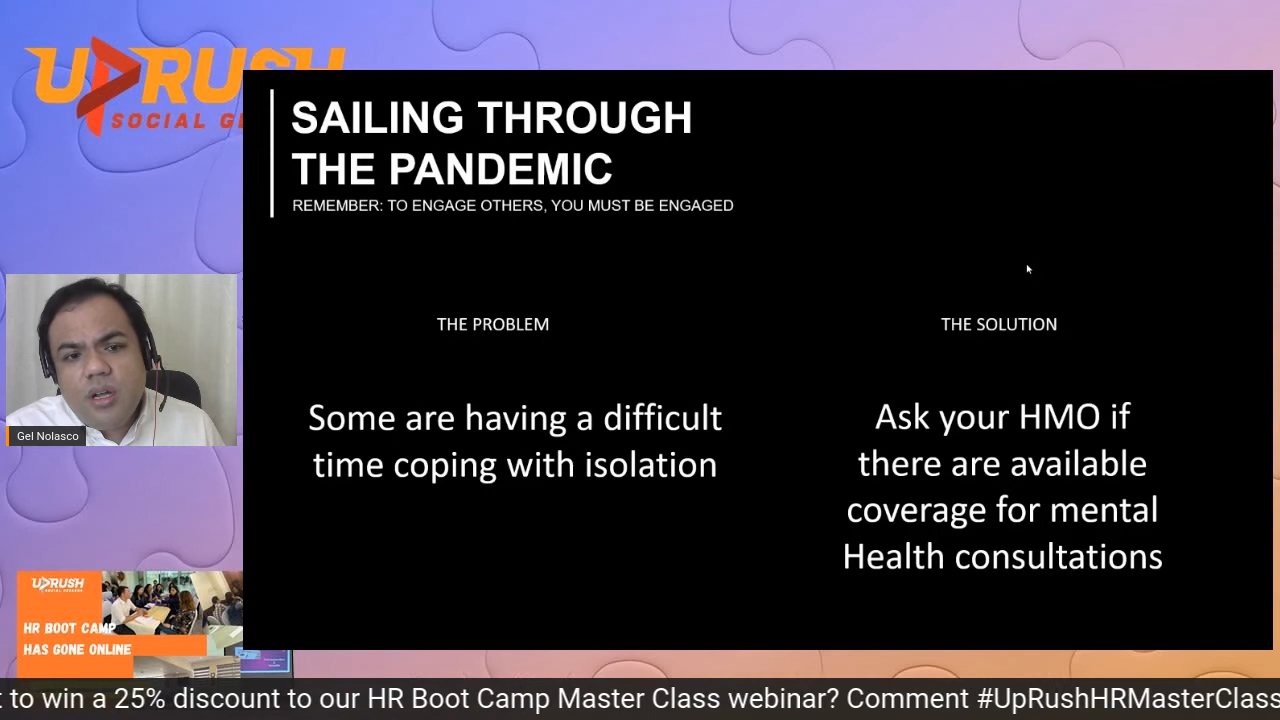 UPRUSH
SOCIAL
SAILING THROUGH
THE PANDEMIC
REMEMBER: TO ENGAGE OTHERS, YOU MUST BE ENGAGED
THE PROBLEM
THE SOLUTION
Some are having a difficult
time coping with isolation
Ask your HMO if
there are available
coverage for mental
Health consultations
Gel Nolasco
UPRUSH
HR BOOT CAMP
HAS GONE ONLINE
to win a 25% discount to our HR Boot Camp Master Class webinar? Comment #UpRushHRMasterClass